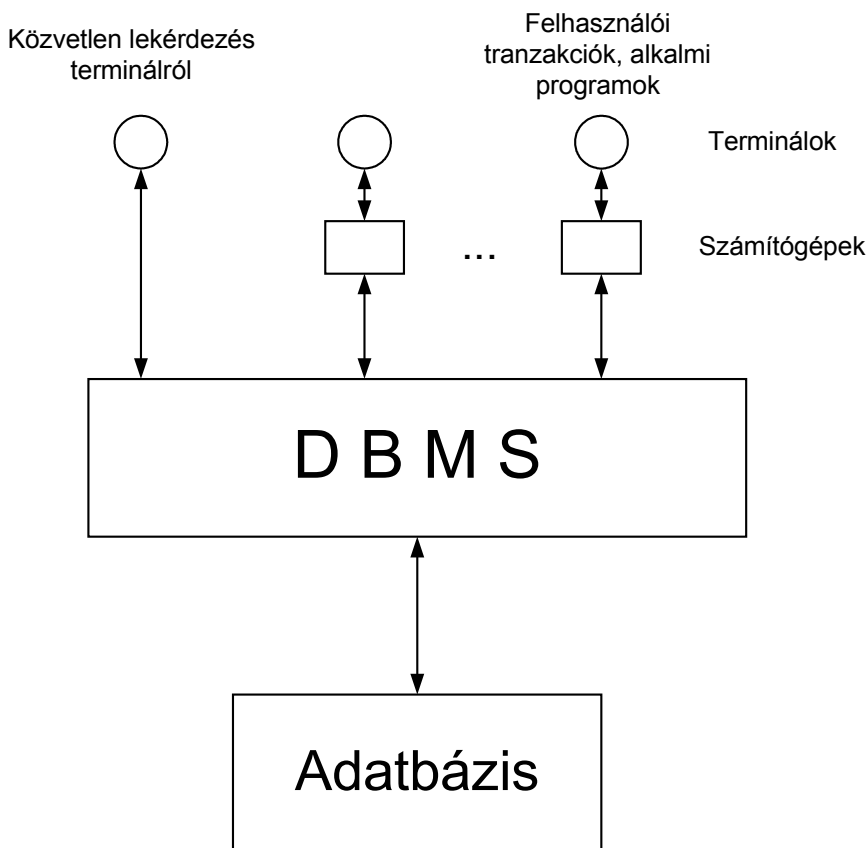 Közvetlen lekérdezés
terminálról
Felhasználói
tranzakciók, alkalmi
programok
Terminálok
Számítógépek
...
D B M S
Adatbázis